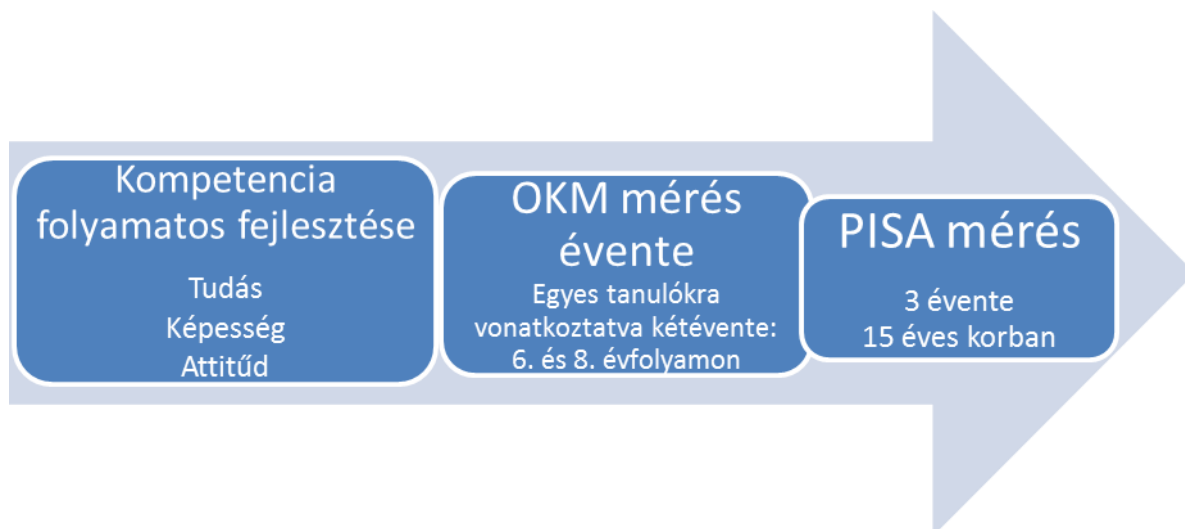 Kompetencia
folyamatos fejlesztése
Tudás
Képesség
Attitűd
OKM mérés
évente
Egyes tanulókra
vonatkoztatva kétévente:
6. és 8. évfolyamon
PISA mérés
3 évente
15 éves korban